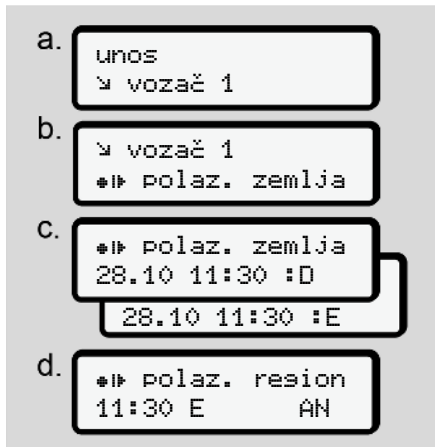 a.
unos
↘ vozač 1
b.
↘ vozač 1
●I▶ polaz. zemlja
c.
●I▶ polaz. zemlja
28.10 11:30 :D
28.10 11:30 :E
d.
●I▶ polaz. region
11:30 E AN